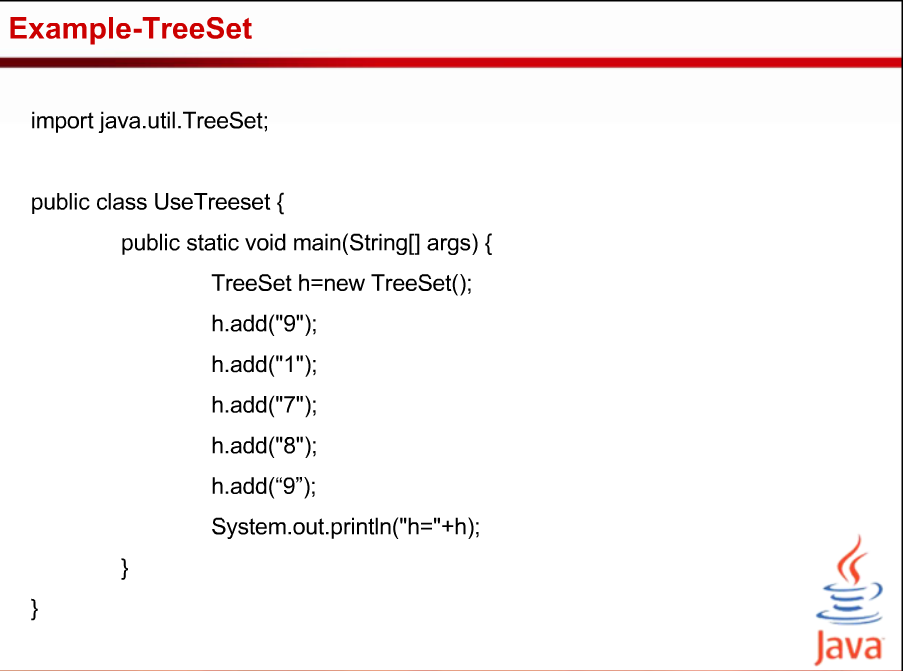 Example-TreeSet
import java.util.TreeSet;
public class UseTreeset {
public static void main(String[] args) {
TreeSet h=new TreeSet();
h.add("9");
h.add("1");
h.add("7");
h.add("8");
h.add(“9”);
System.out.println("h="+h);
}
}
Java